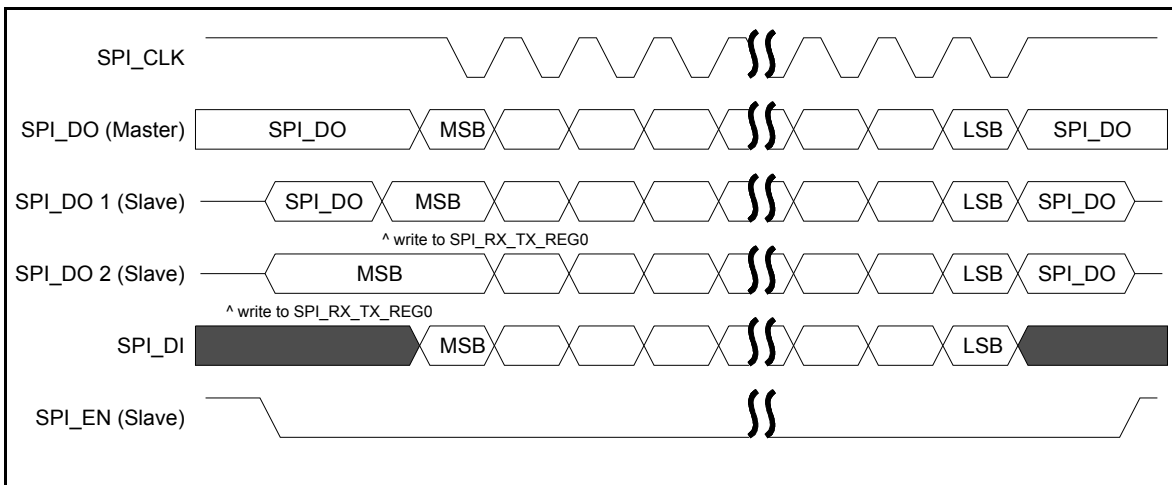 SPI_CLK
SPI_DO (Master) SPI_DO MSB LSB SPI_DO
SPI_DO 1 (Slave) SPI_DO MSB LSB SPI_DO
^ write to SPI_RX_TX_REG0
SPI_DO 2 (Slave) MSB LSB SPI_DO
^ write to SPI_RX_TX_REG0
SPI_DI MSB LSB
SPI_EN (Slave)